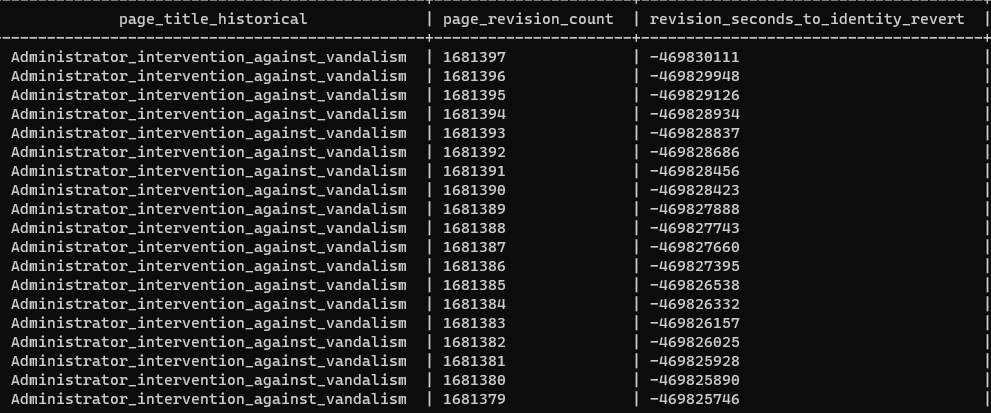 page_title_historical | page_revision_count | revision_seconds_to_identity_revert |
Administrator_intervention_against_vandalism | 1681397 | -469830111 |
Administrator_intervention_against_vandalism | 1681396 | -469829948 |
Administrator_intervention_against_vandalism | 1681395 | -469829126 |
Administrator_intervention_against_vandalism | 1681394 | -469828934 |
Administrator_intervention_against_vandalism | 1681393 | -469828837 |
Administrator_intervention_against_vandalism | 1681392 | -469828686 |
Administrator_intervention_against_vandalism | 1681391 | -469828456 |
Administrator_intervention_against_vandalism | 1681390 | -469828423 |
Administrator_intervention_against_vandalism | 1681389 | -469827888 |
Administrator_intervention_against_vandalism | 1681388 | -469827743 |
Administrator_intervention_against_vandalism | 1681387 | -469827660 |
Administrator_intervention_against_vandalism | 1681386 | -469827395 |
Administrator_intervention_against_vandalism | 1681385 | -469826538 |
Administrator_intervention_against_vandalism | 1681384 | -469826332 |
Administrator_intervention_against_vandalism | 1681383 | -469826157 |
Administrator_intervention_against_vandalism | 1681382 | -469826025 |
Administrator_intervention_against_vandalism | 1681381 | -469825928 |
Administrator_intervention_against_vandalism | 1681380 | -469825890 |
Administrator_intervention_against_vandalism | 1681379 | -469825746 |